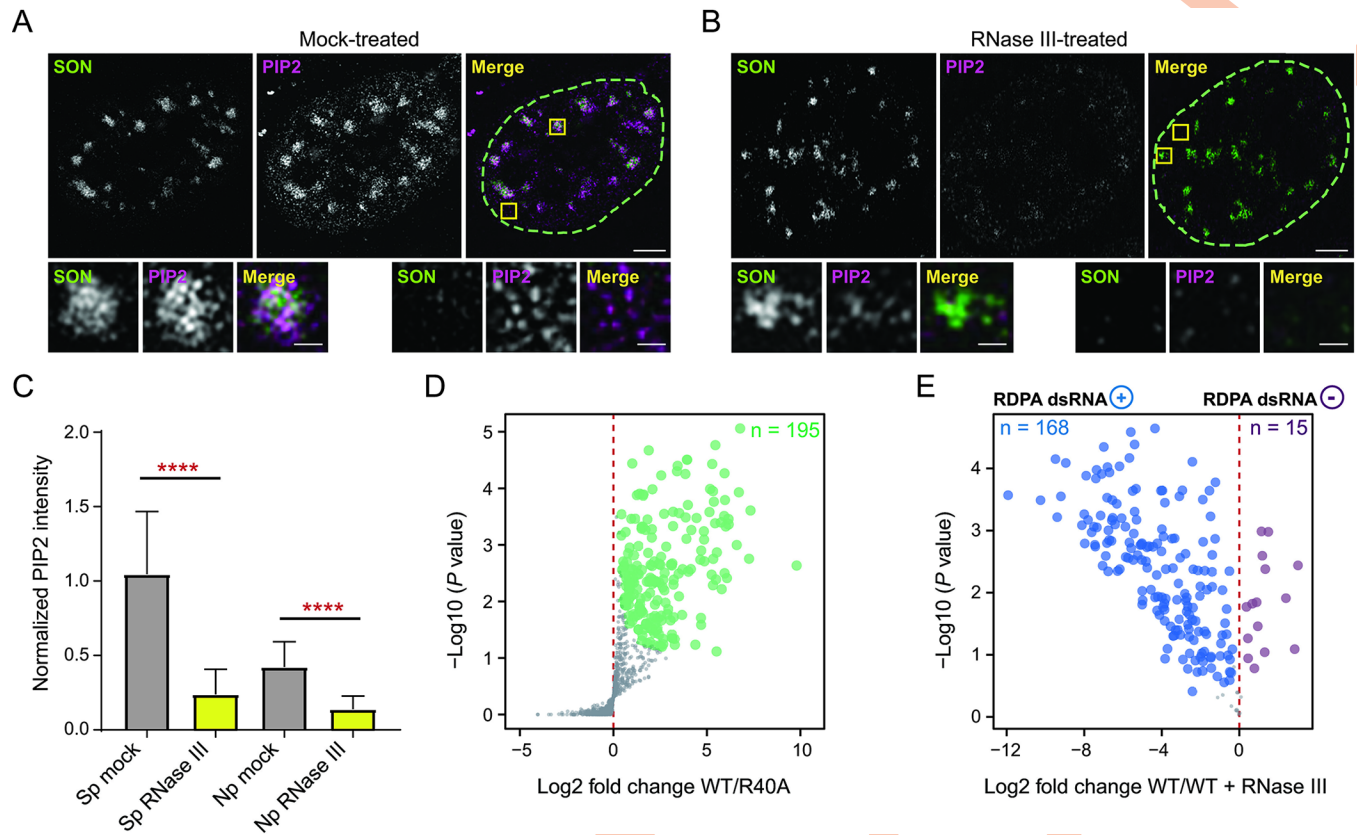 A
Mock-treated
SON
PIP2
Merge
SON
PIP2
Merge
SON
PIP2
Merge
B
RNase III-treated
SON
PIP2
Merge
SON
PIP2
Merge
SON
PIP2
Merge
C
Normalized PIP2 intensity
2.0
1.5
1.0
0.5
0.0
****
****
Sp mock
Sp RNase III
Np mock
Np RNase III
D
−Log10 (P value)
5
4
3
2
1
0
n = 195
−5
0
5
10
Log2 fold change WT/R40A
E
RDPA dsRNA +
RDPA dsRNA -
n = 168
n = 15
−Log10 (P value)
4
3
2
1
0
−12
−8
−4
0
Log2 fold change WT/WT + RNase III